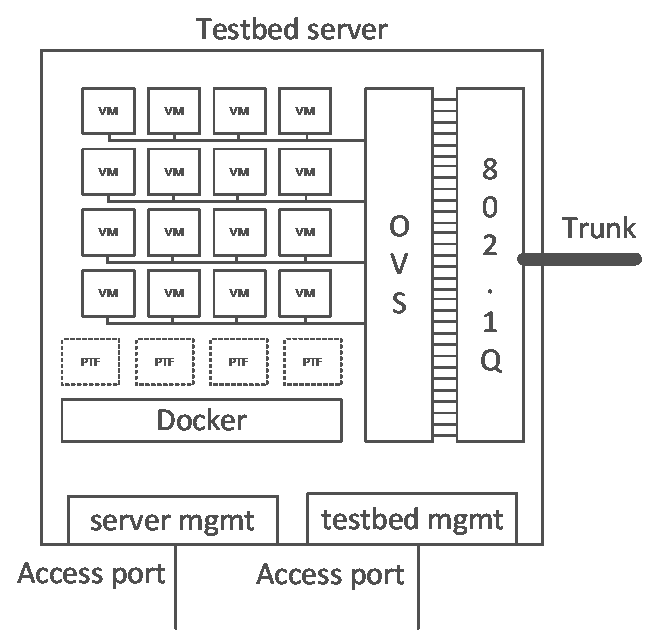 Testbed server
VM VM VM VM
VM VM VM VM
VM VM VM VM
VM VM VM VM
PTF PTF PTF PTF
Docker
OVS
802.1Q
Trunk
server mgmt
testbed mgmt
Access port
Access port